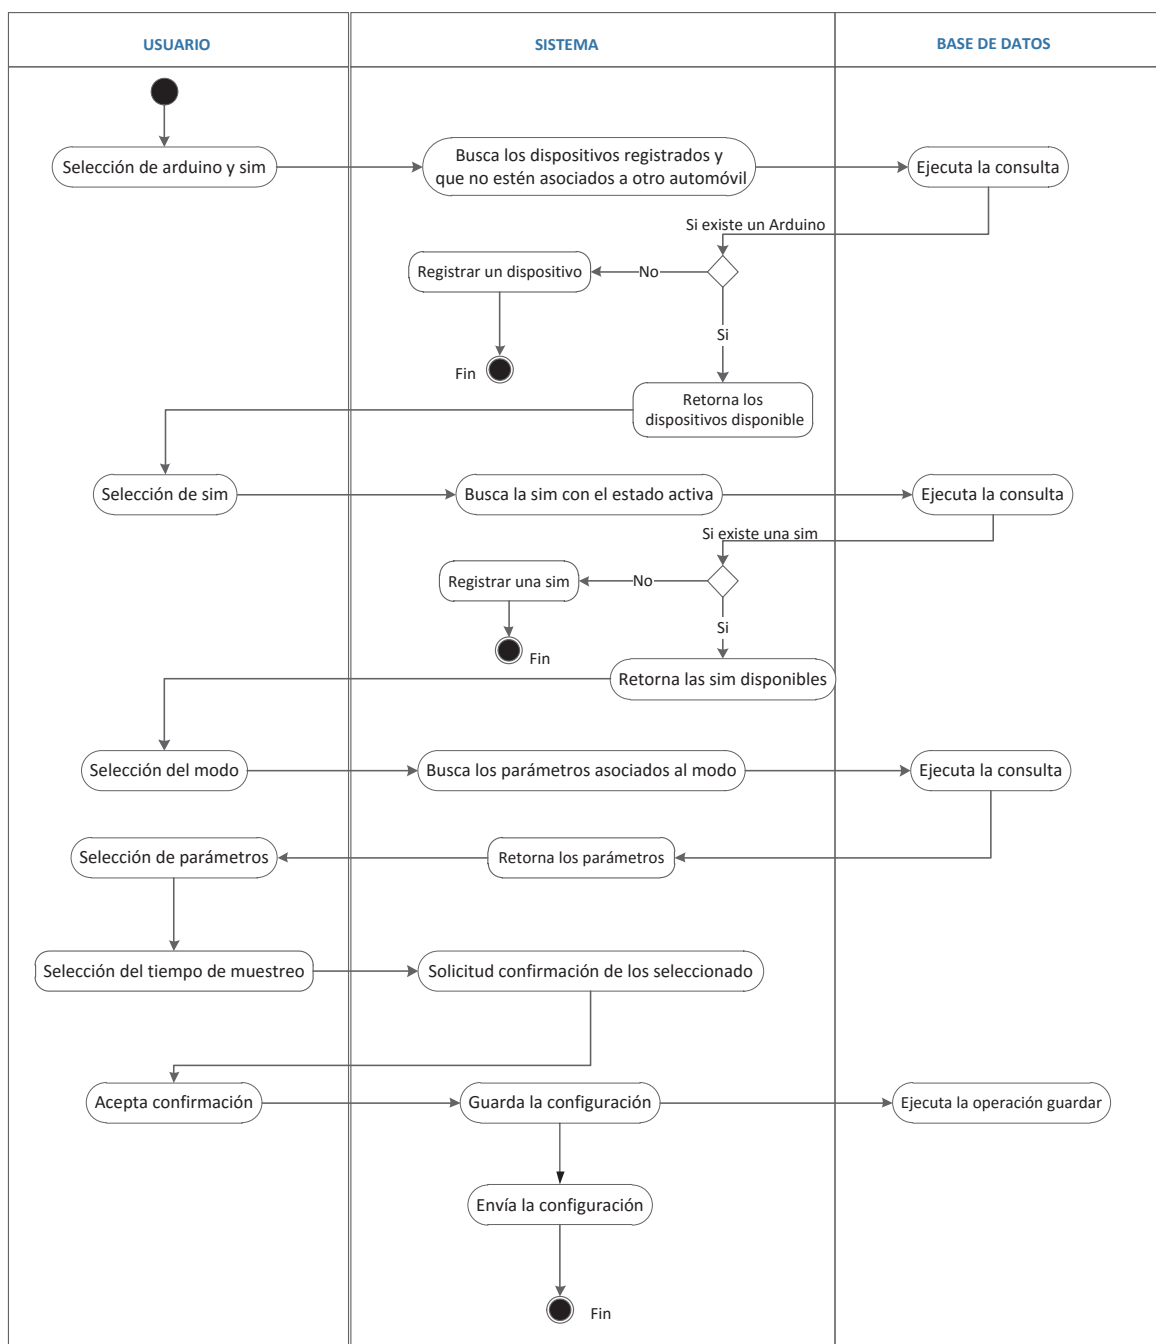 USUARIO
SISTEMA
BASE DE DATOS
Selección de arduino y sim
Busca los dispositivos registrados y
que no estén asociados a otro automóvil
Ejecuta la consulta
Si existe un Arduino
Registrar un dispositivo
No
Si
Fin
Retorna los
dispositivos disponible
Selección de sim
Busca la sim con el estado activa
Ejecuta la consulta
Si existe una sim
Registrar una sim
No
Si
Fin
Retorna las sim disponibles
Selección del modo
Busca los parámetros asociados al modo
Ejecuta la consulta
Selección de parámetros
Retorna los parámetros
Selección del tiempo de muestreo
Solicitud confirmación de los seleccionado
Acepta confirmación
Guarda la configuración
Ejecuta la operación guardar
Envía la configuración
Fin